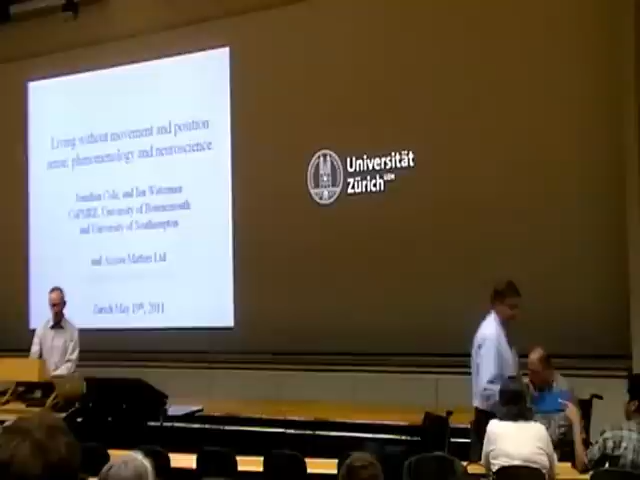 Living without movement and position
sense: phenomenology and neuroscience
Jonathan Cole, and Ian Waterman
University of Bournemouth
and University of Southampton
and Access Matters Ltd
Zurich May 19th, 2011
Universität
Zürich UZH